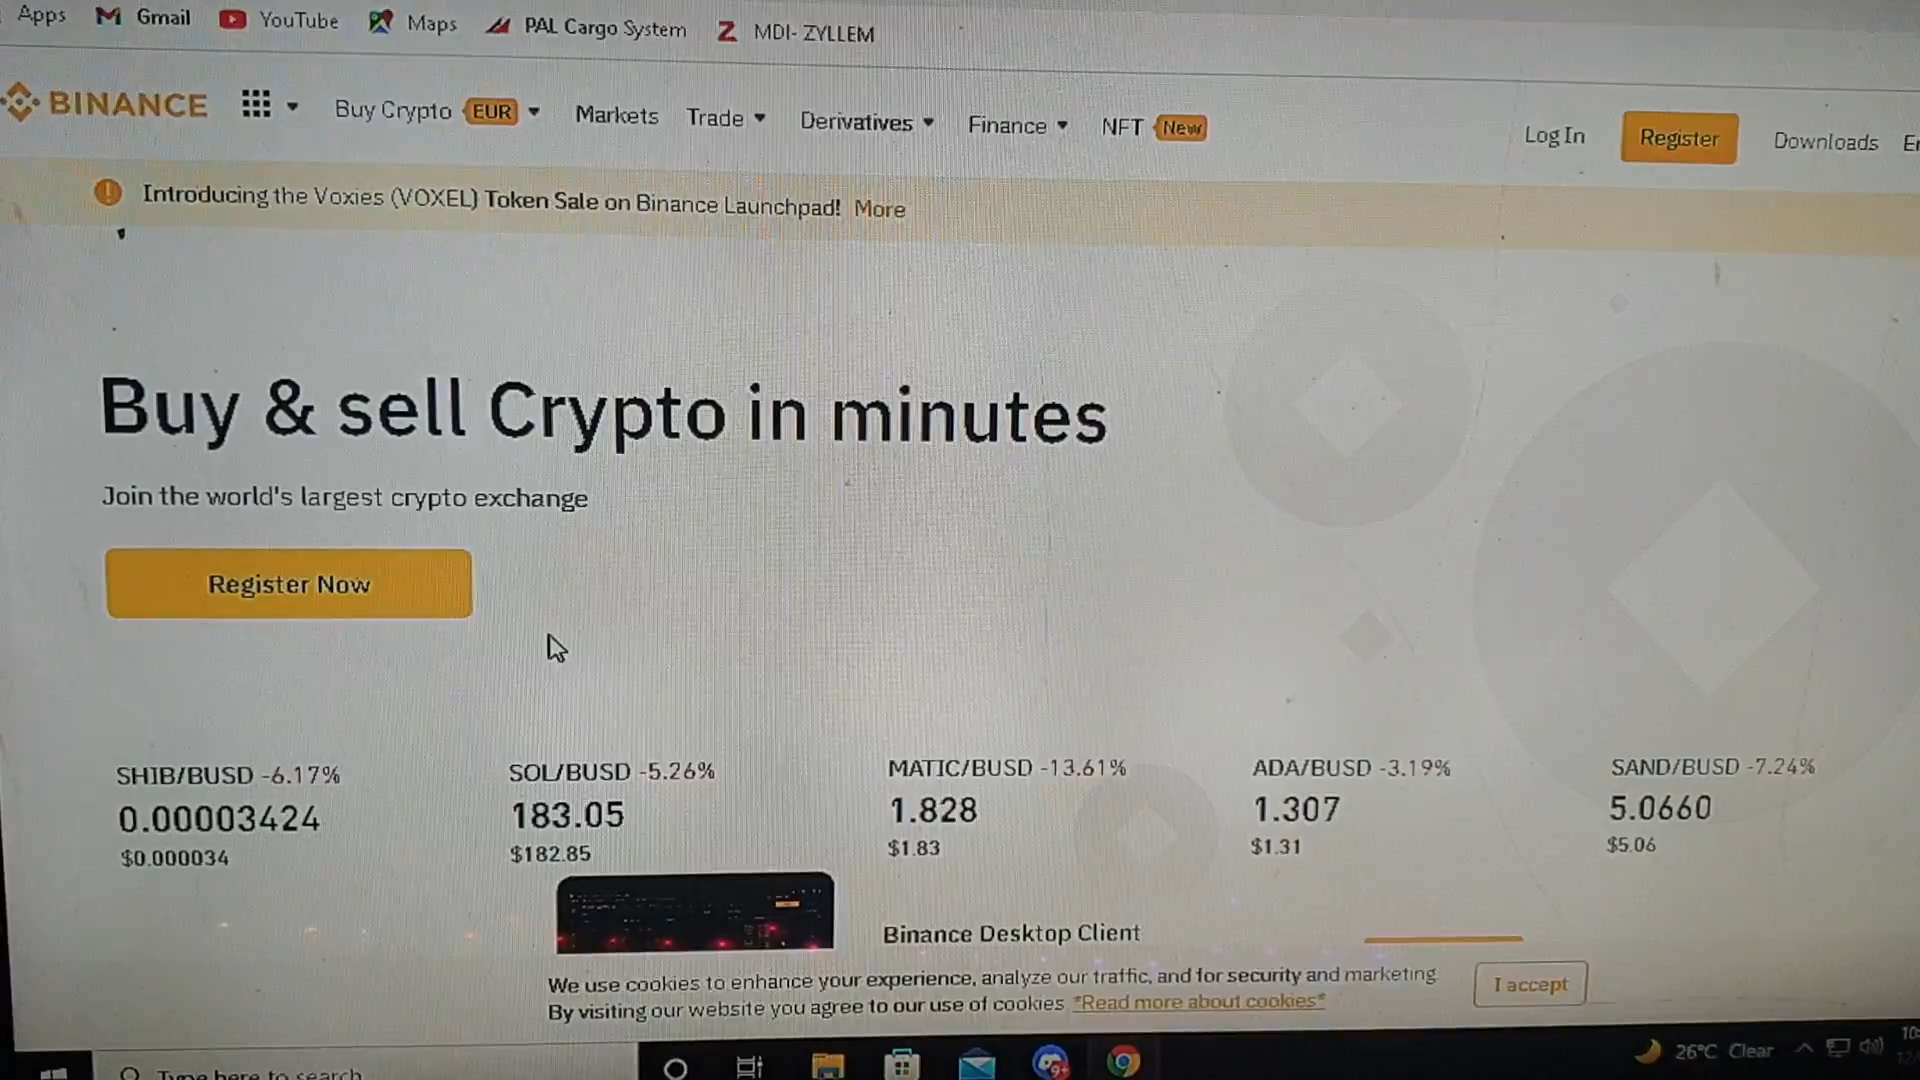 Apps Gmail YouTube Maps PAL Cargo System MDI- ZYLLEM
BINANCE Buy Crypto EUR Markets Trade Derivatives Finance NFT New Log In Register Downloads
Introducing the Voxies (VOXEL) Token Sale on Binance Launchpad! More
Buy & sell Crypto in minutes
Join the world's largest crypto exchange
Register Now
SHIB/BUSD -6.17% SOL/BUSD -5.26% MATIC/BUSD -13.61% ADA/BUSD -3.19% SAND/BUSD -7.24%
0.00003424 183.05 1.828 1.307 5.0660
$0.000034 $182.85 $1.83 $1.31 $5.06
Binance Desktop Client
We use cookies to enhance your experience, analyze our traffic, and for security and marketing.
By visiting our website you agree to our use of cookies *Read more about cookies*
I accept
Type here to search 9+ 26°C Clear